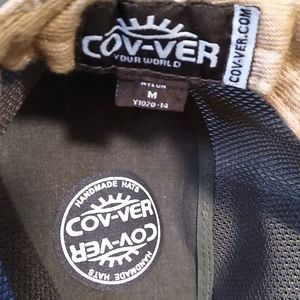 COV-VER
YOUR WORLD
COV-VER.COM
NYLON
M
Y1020-14
HANDMADE HATS
COV-VER
COV-VER
HANDMADE HATS